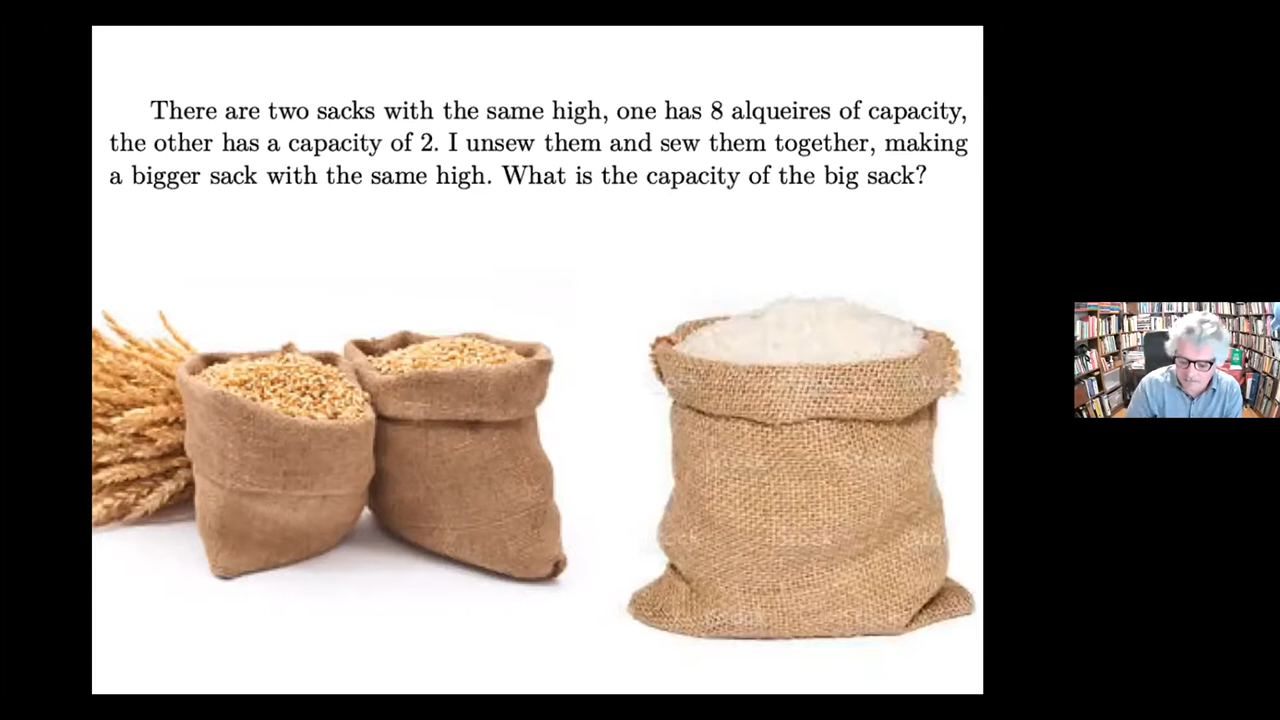 There are two sacks with the same high, one has 8 alqueires of capacity,
the other has a capacity of 2. I unsew them and sew them together, making
a bigger sack with the same high. What is the capacity of the big sack?
iStock